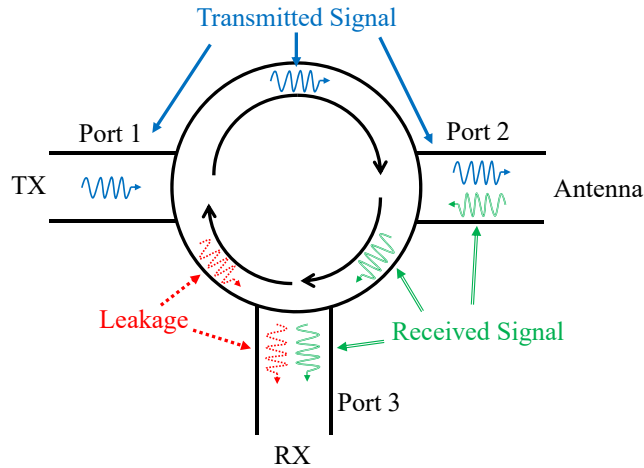 Transmitted Signal
Port 1
Port 2
TX
Antenna
Leakage
Received Signal
Port 3
RX